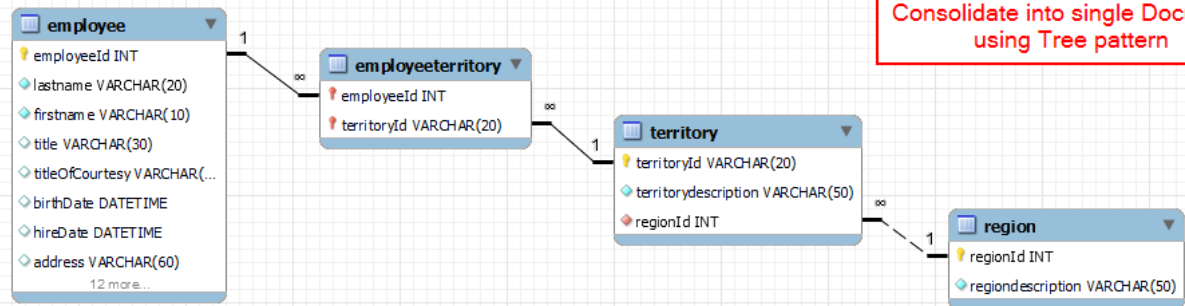 employee
employeeId INT
lastname VARCHAR(20)
firstname VARCHAR(10)
title VARCHAR(30)
titleOfCourtesy VARCHAR(...
birthDate DATETIME
hireDate DATETIME
address VARCHAR(60)
12 more...
1
∞
employeeterritory
employeeId INT
territoryId VARCHAR(20)
∞
1
territory
territoryId VARCHAR(20)
territorydescription VARCHAR(50)
regionId INT
∞
1
region
regionId INT
regiondescription VARCHAR(50)
Consolidate into single Doc
using Tree pattern